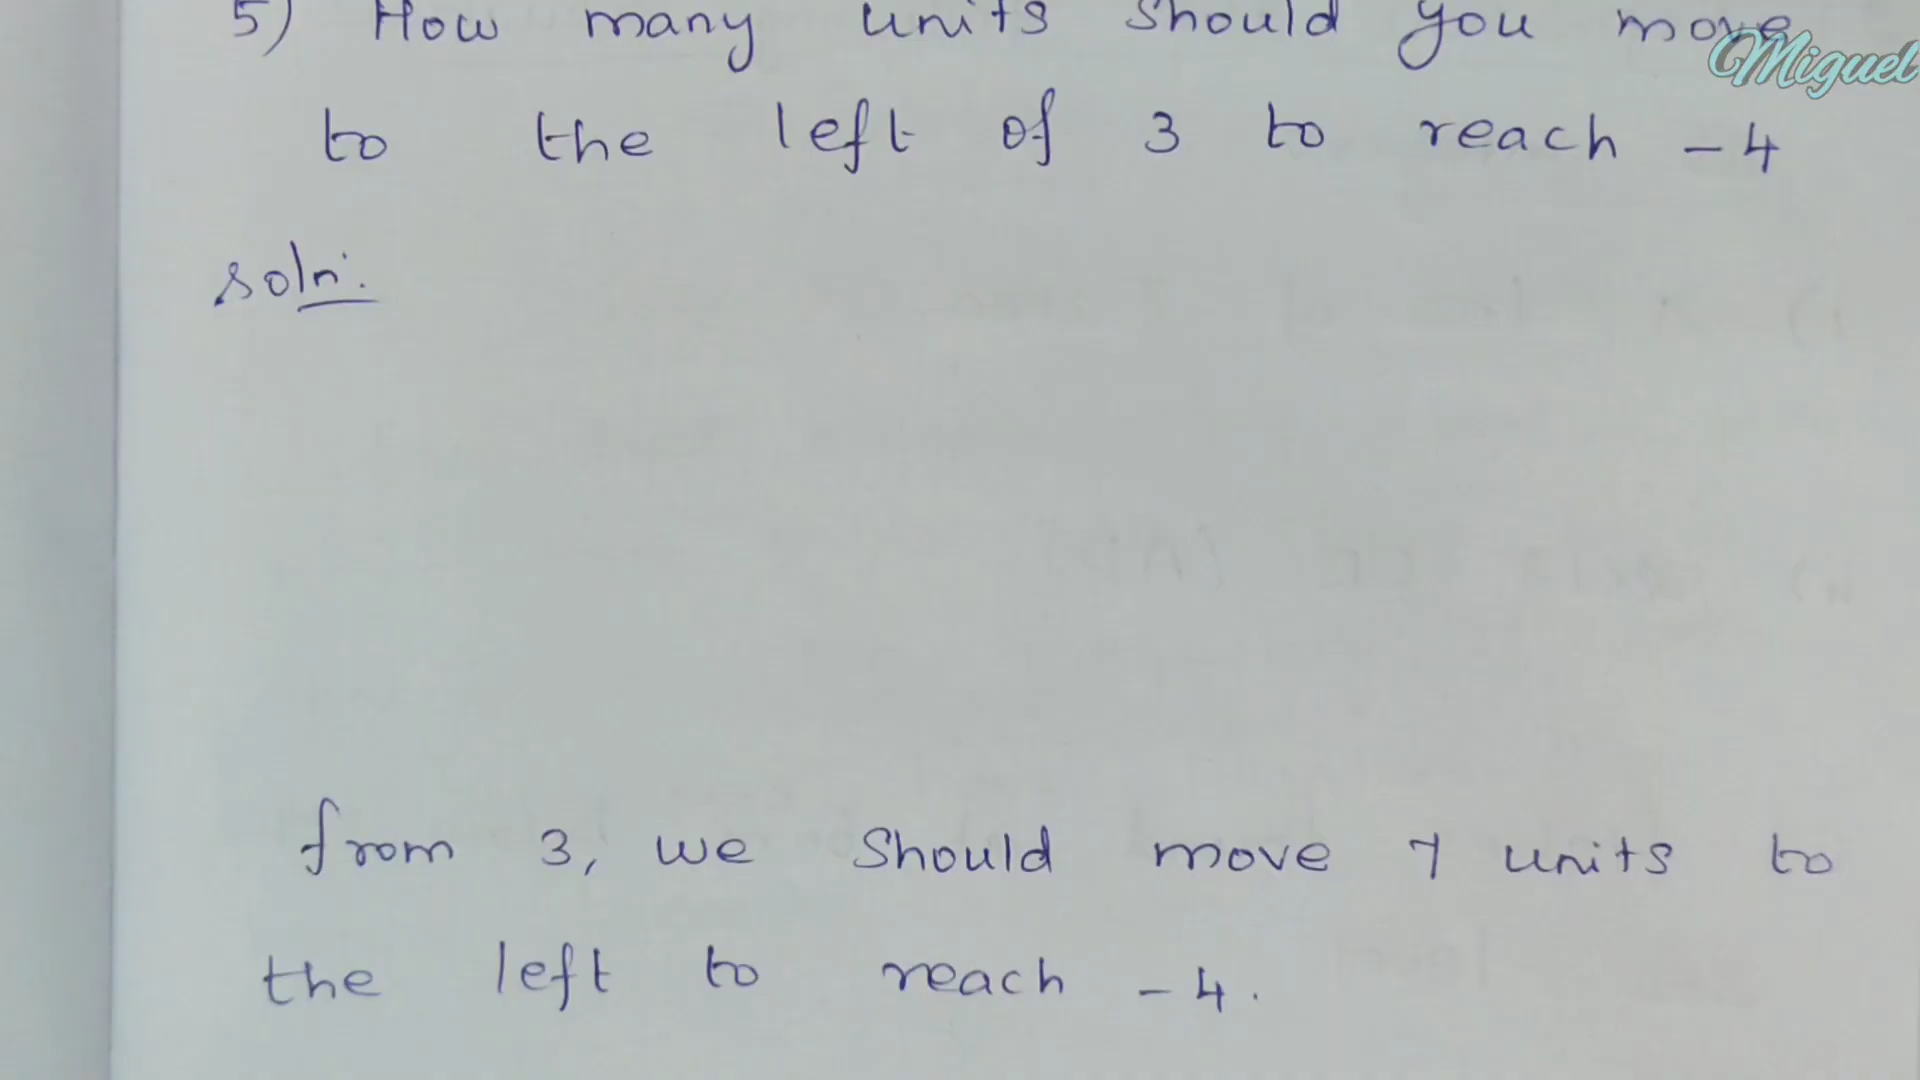 5) How many units should you move
Miguel
to the left of 3 to reach -4
soln:
from 3, we should move 7 units to
the left to reach -4.